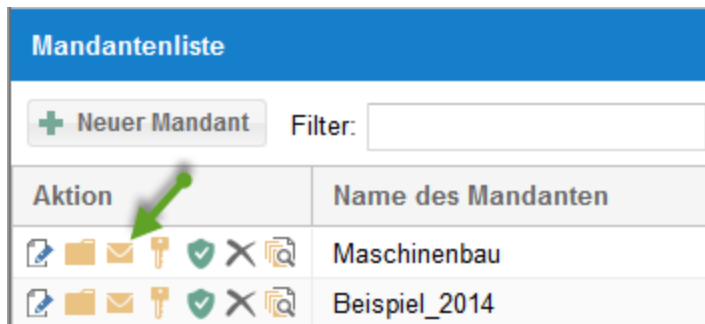 Mandantenliste
Neuer Mandant Filter:
Aktion Name des Mandanten
Maschinenbau
Beispiel_2014